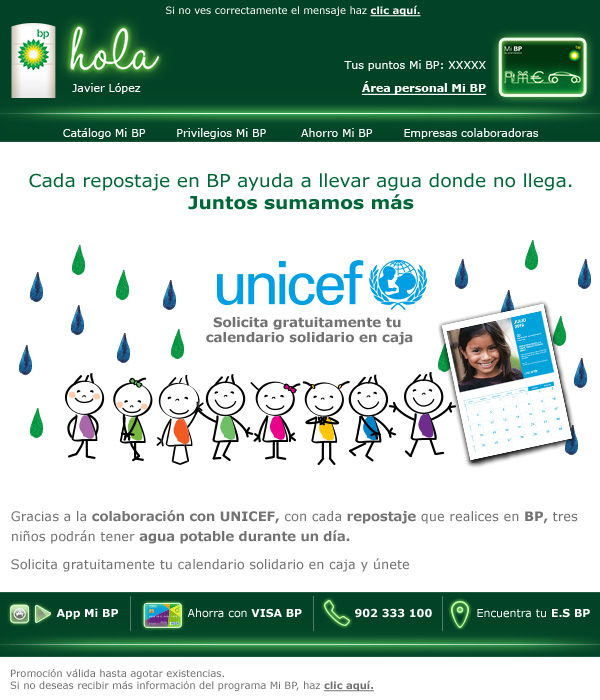 Si no ves correctamente el mensaje haz clic aquí.
bp
hola
Javier López
Tus puntos Mi BP: XXXXX
Área personal Mi BP
Mi BP
Catálogo Mi BP Privilegios Mi BP Ahorro Mi BP Empresas colaboradoras
Cada repostaje en BP ayuda a llevar agua donde no llega.
Juntos sumamos más
unicef
Solicita gratuitamente tu
calendario solidario en caja
JULIO
Gracias a la colaboración con UNICEF, con cada repostaje que realices en BP, tres
niños podrán tener agua potable durante un día.
Solicita gratuitamente tu calendario solidario en caja y únete
App Mi BP
Ahorra con VISA BP
902 333 100
Encuentra tu E.S BP
Promoción válida hasta agotar existencias.
Si no deseas recibir más información del programa Mi BP, haz clic aquí.